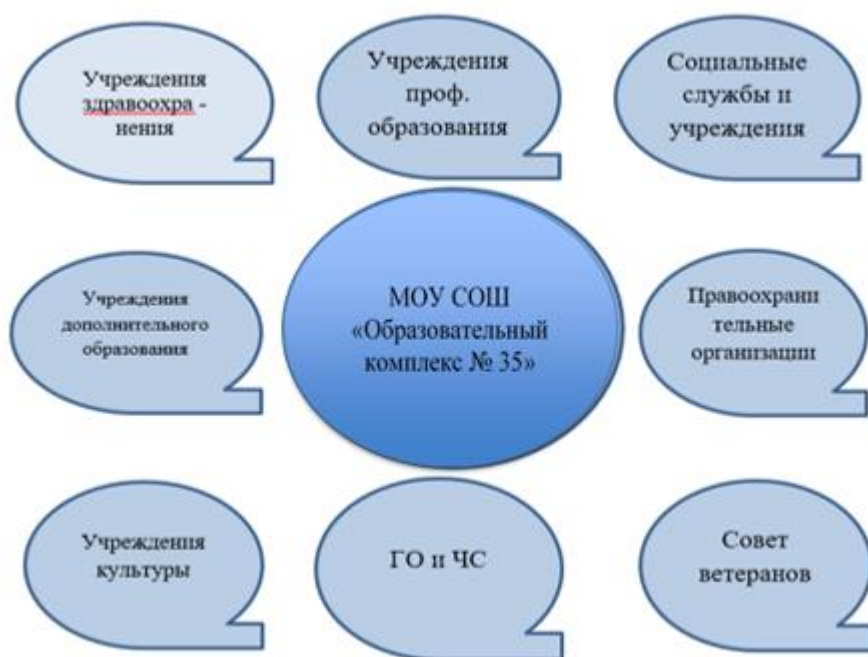 Учреждения
здравоохра -
нения
Учреждения
проф.
образования
Социальные
службы и
учреждения
Учреждения
дополнительного
образования
МОУ СОШ
«Образовательный
комплекс № 35»
Правоохрани
тельные
организации
Учреждения
культуры
ГО и ЧС
Совет
ветеранов